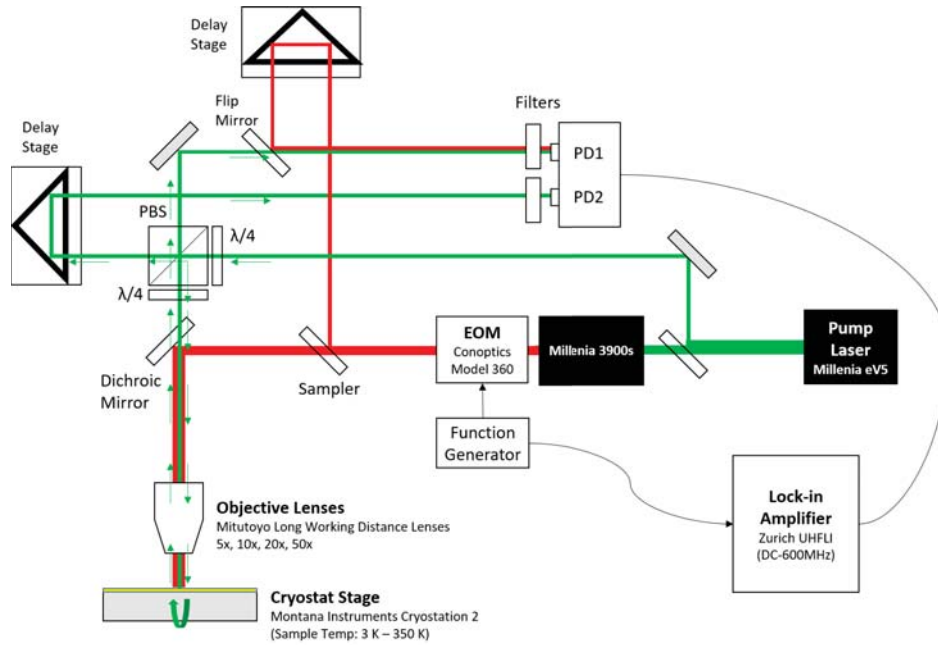 Delay
Stage
Flip
Mirror
Filters
Delay
Stage
PD1
PD2
PBS
λ/4
λ/4
EOM
Conoptics
Model 360
Millenia 3900s
Pump
Laser
Millenia eV5
Dichroic
Mirror
Sampler
Function
Generator
Lock-in
Amplifier
Zurich UHFLI
(DC-600MHz)
Objective Lenses
Mitutoyo Long Working Distance Lenses
5x, 10x, 20x, 50x
Cryostat Stage
Montana Instruments Cryostation 2
(Sample Temp: 3 K – 350 K)